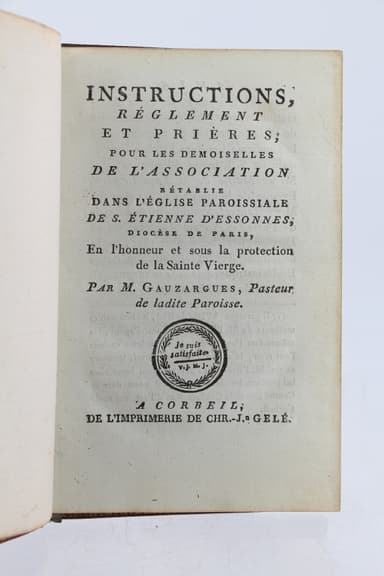 INSTRUCTIONS,
RÉGLEMENT
ET PRIÈRES;
POUR LES DEMOISELLES
DE L'ASSOCIATION
RÉTABLIE
DANS L'ÉGLISE PAROISSIALE
DE S. ÉTIENNE D'ESSONNES,
DIOCÈSE DE PARIS,
En l'honneur et sous la protection
de la Sainte Vierge.
PAR M. GAUZARGUES, Pasteur
de ladite Paroisse.
Je suis
satisfaite.
V. J. M. J.
A CORBEIL,
DE L'IMPRIMERIE DE CHR.-J.n GELÉ.